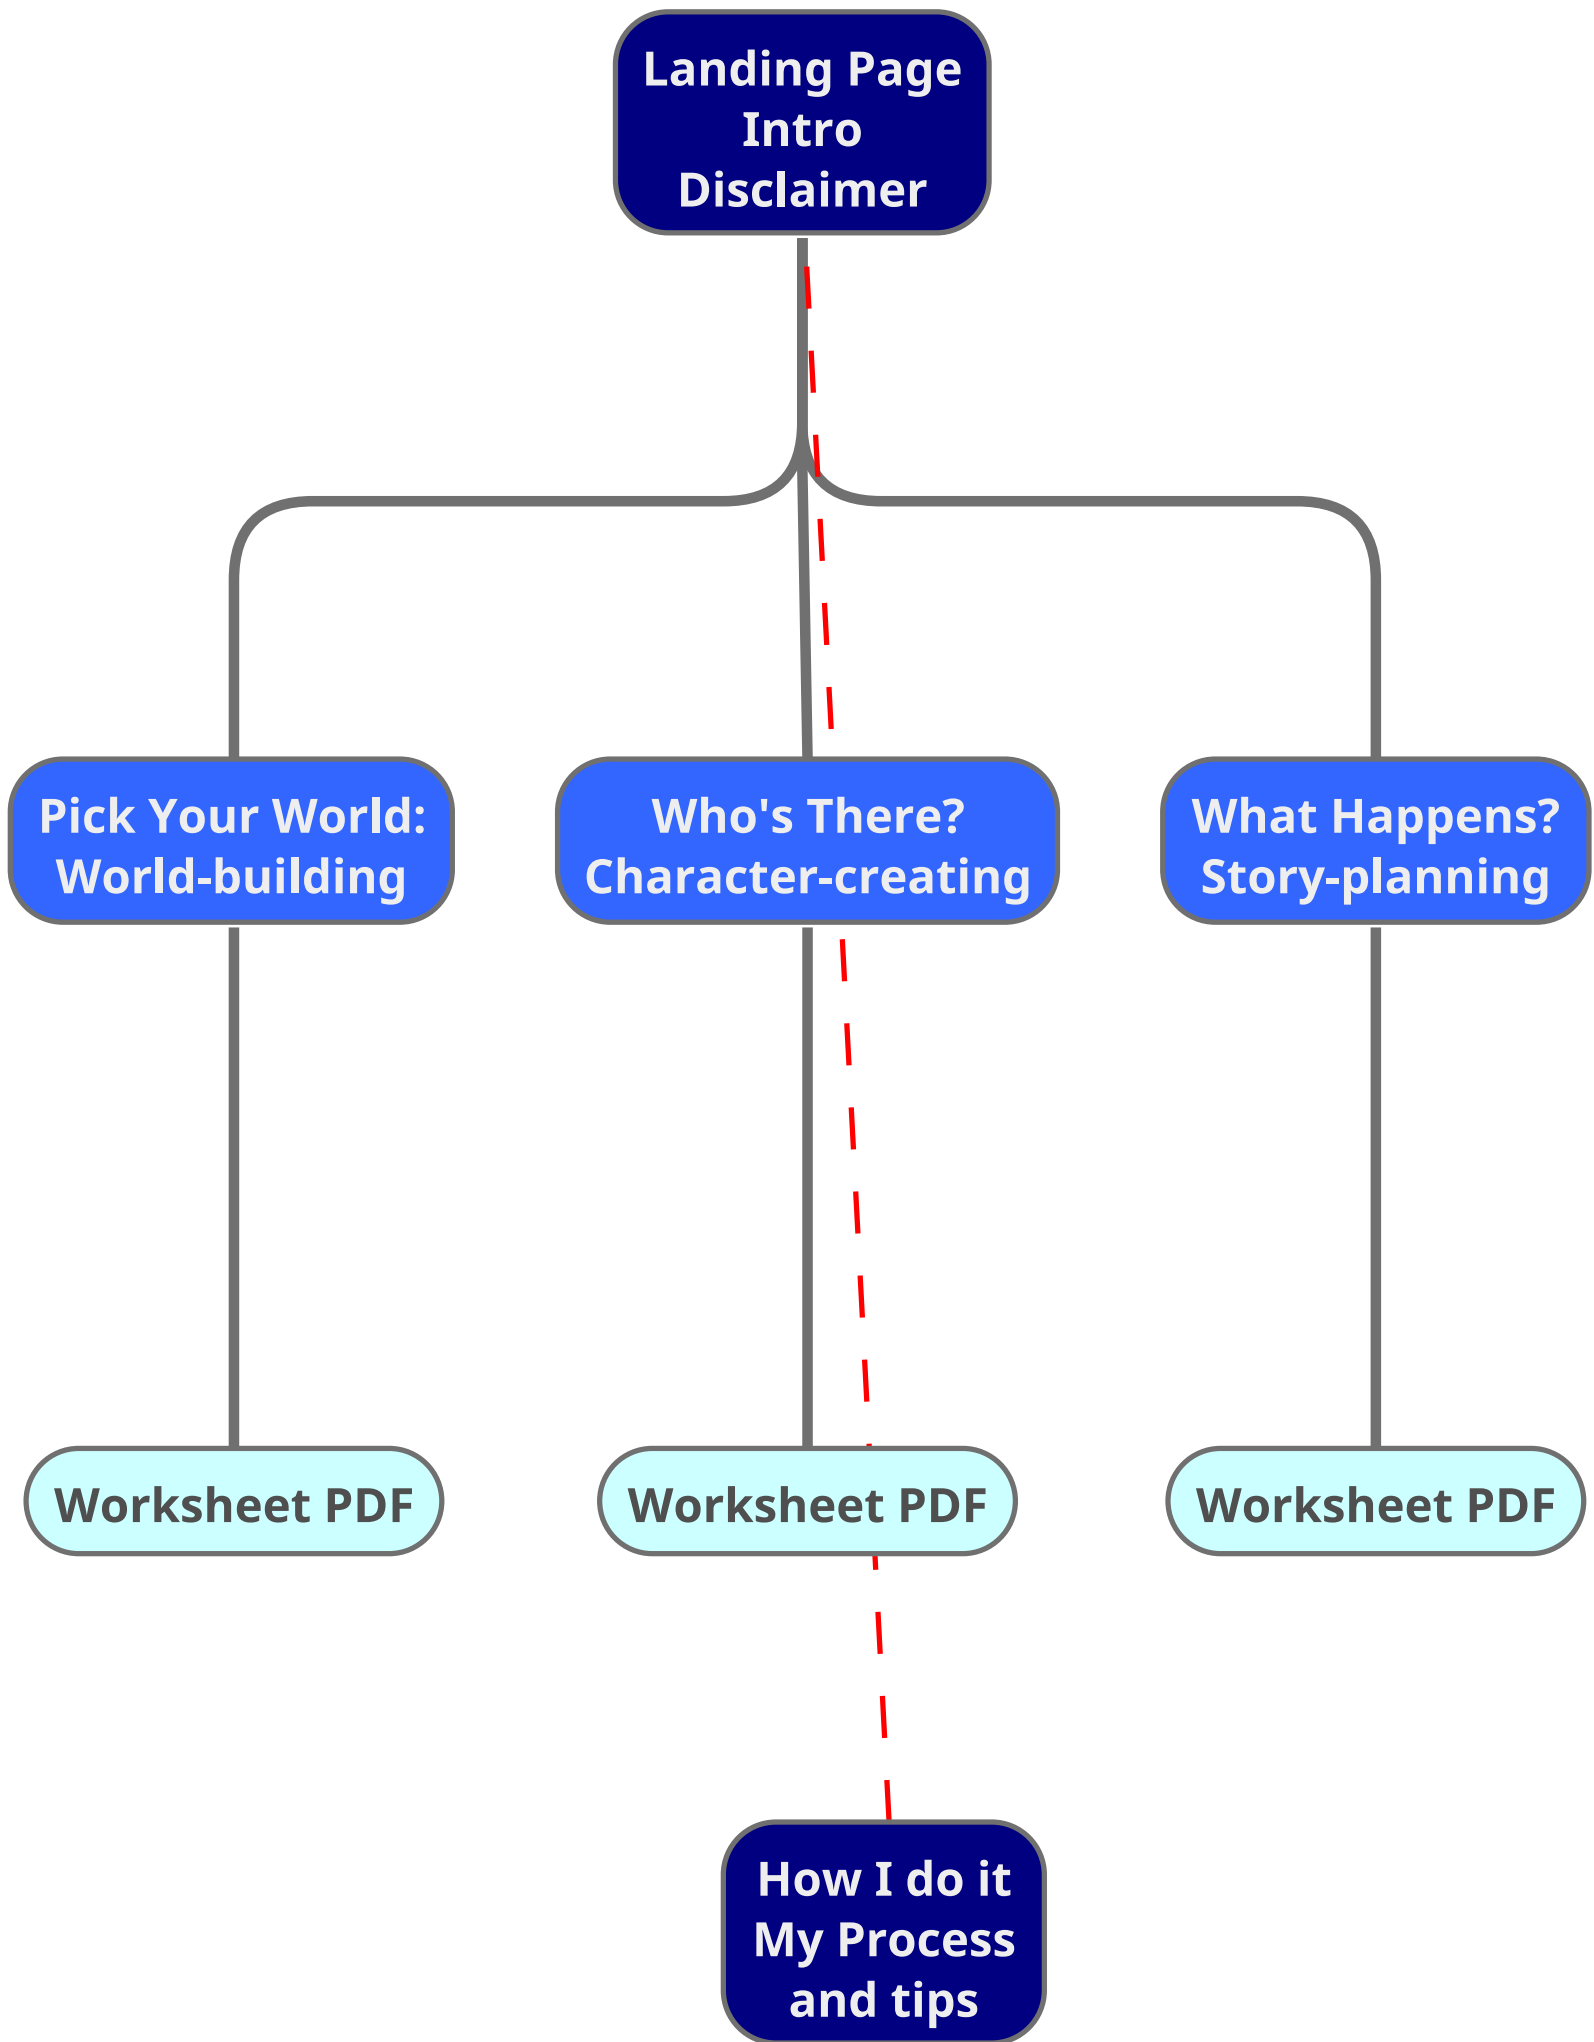 Landing Page
Intro
Disclaimer
Pick Your World:
World-building
Who's There?
Character-creating
What Happens?
Story-planning
Worksheet PDF
Worksheet PDF
Worksheet PDF
How I do it
My Process
and tips